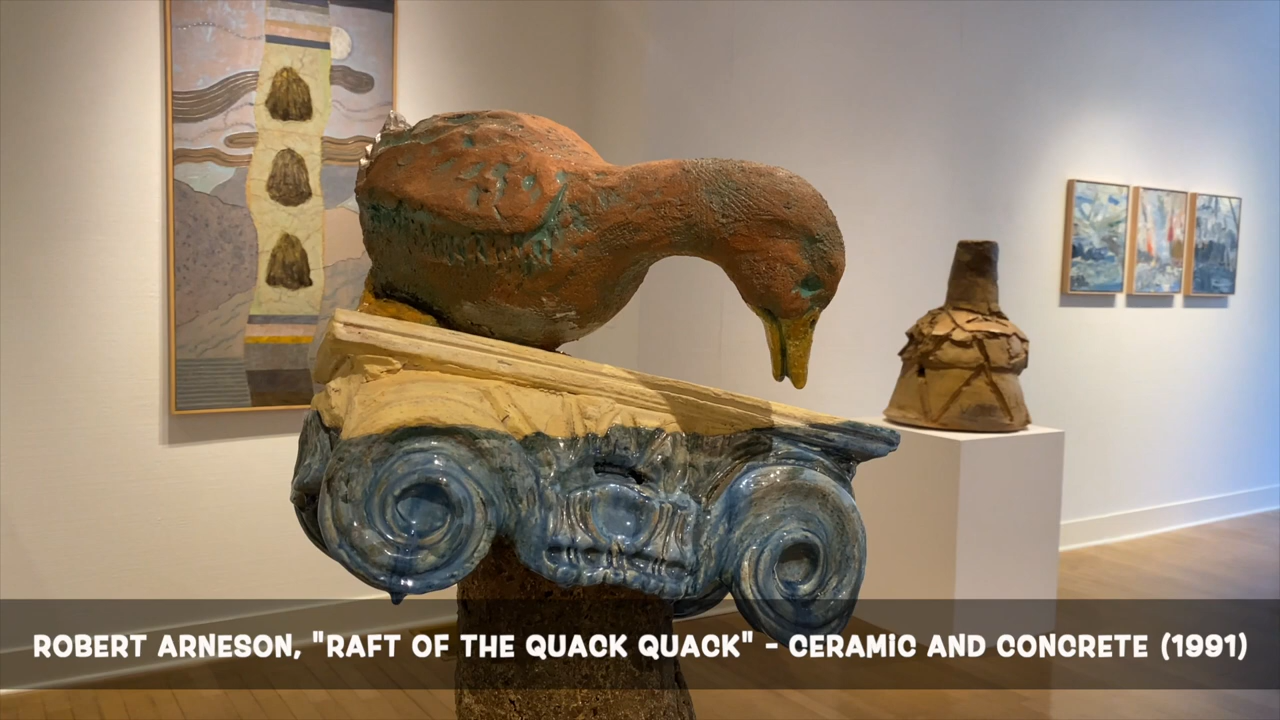 ROBERT ARNESON, "RAFT OF THE QUACK QUACK" - CERAMIC AND CONCRETE (1991)